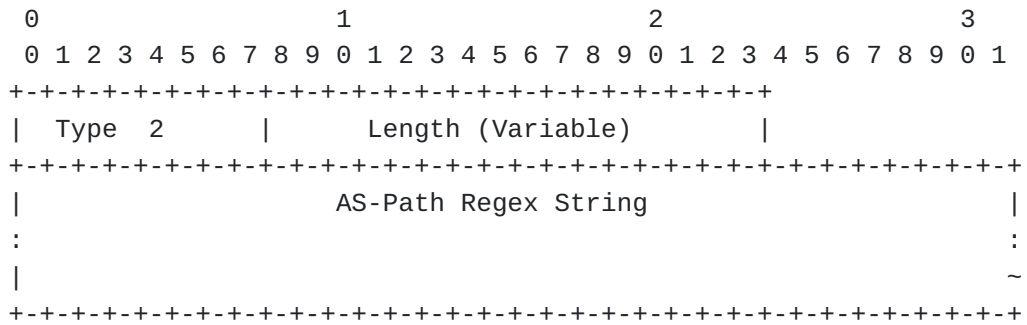 0                   1                   2                   3
 0 1 2 3 4 5 6 7 8 9 0 1 2 3 4 5 6 7 8 9 0 1 2 3 4 5 6 7 8 9 0 1
+-+-+-+-+-+-+-+-+-+-+-+-+-+-+-+-+-+-+-+-+-+-+-+-+
|  Type  2      |      Length (Variable)        |
+-+-+-+-+-+-+-+-+-+-+-+-+-+-+-+-+-+-+-+-+-+-+-+-+-+-+-+-+-+-+-+-+
|                    AS-Path Regex String                       |
:                                                               :
|                                                               ~
+-+-+-+-+-+-+-+-+-+-+-+-+-+-+-+-+-+-+-+-+-+-+-+-+-+-+-+-+-+-+-+-+